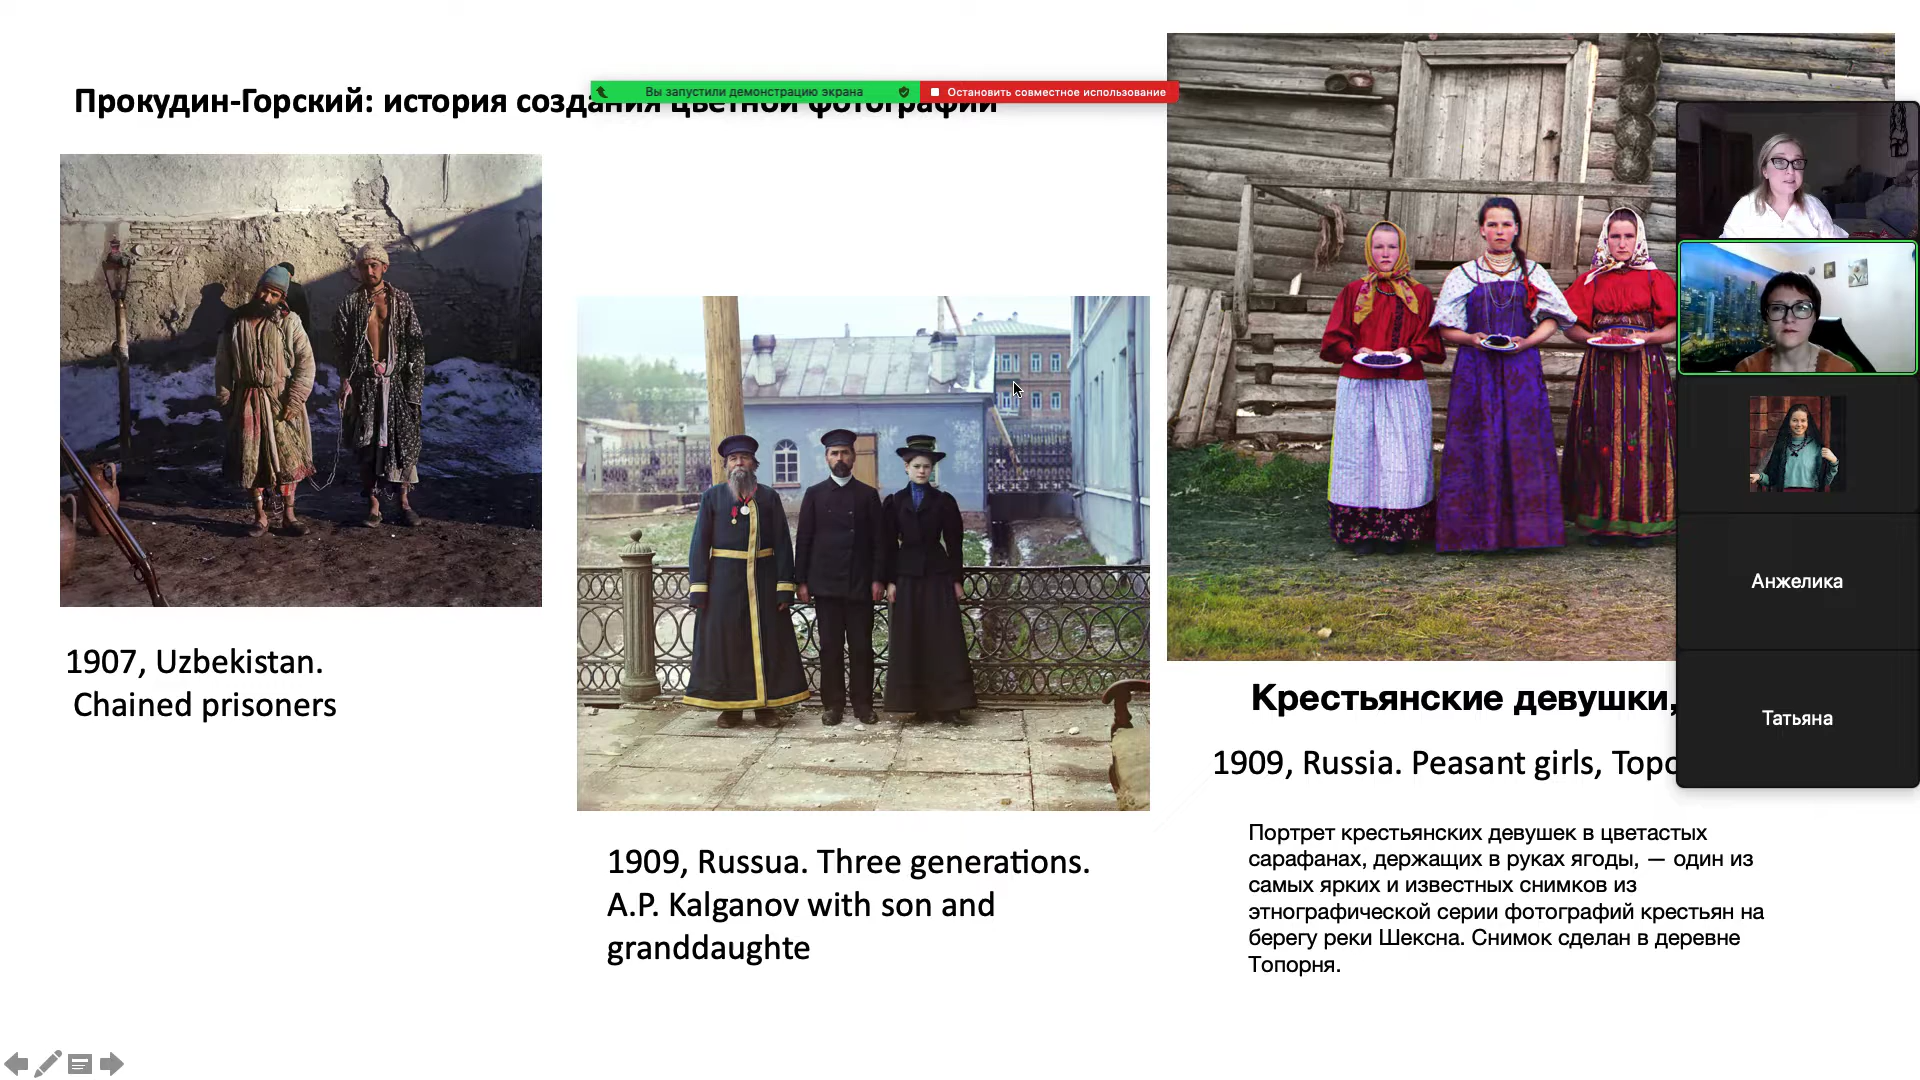 Вы запустили демонстрацию экрана
Остановить совместное использование
Прокудин-Горский: история создания цветной фотографии
1907, Uzbekistan.
Chained prisoners
1909, Russua. Three generations.
A.P. Kalganov with son and
granddaughte
Крестьянские девушки,
1909, Russia. Peasant girls,
Портрет крестьянских девушек в цветастых
сарафанах, держащих в руках ягоды, — один из
самых ярких и известных снимков из
этнографической серии фотографий крестьян на
берегу реки Шексна. Снимок сделан в деревне
Топорня.
Анжелика
Татьяна